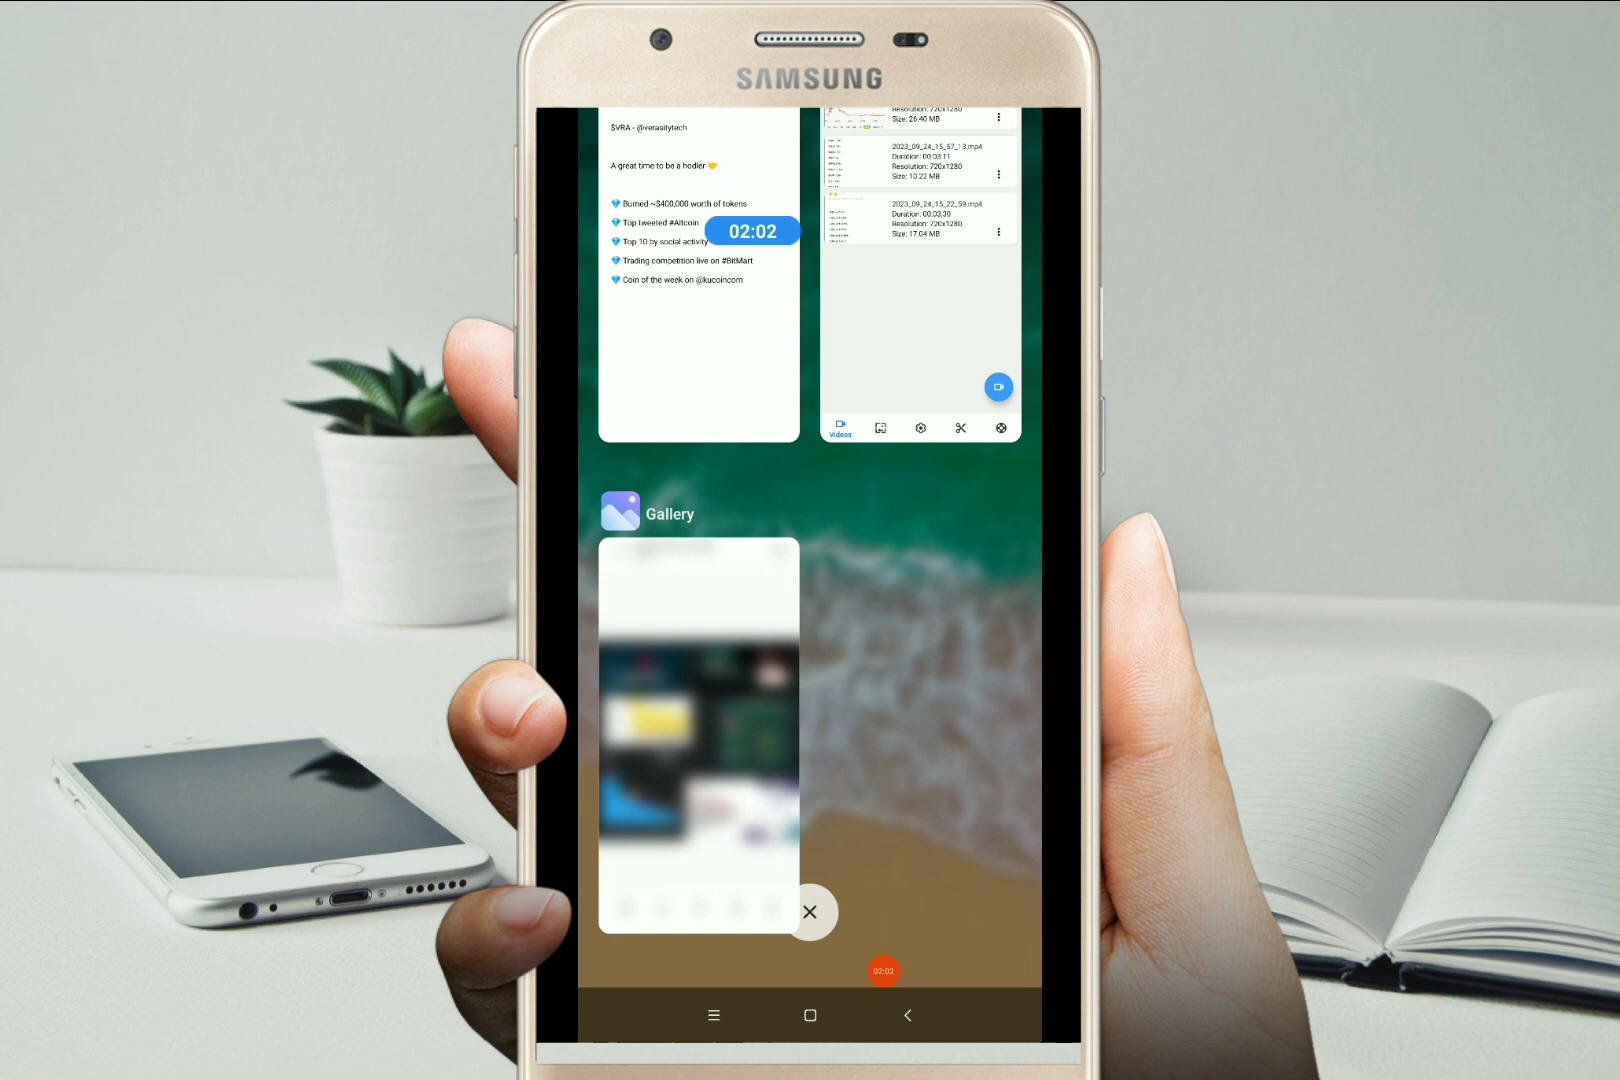 SAMSUNG
$VRA - @verasitytech
A great time to be a hodler 🤝
💎 Burned ~$400,000 worth of tokens
💎 Top tweeted #Altcoin
💎 Top 10 by social activity
💎 Trading competition live on #BitMart
💎 Coin of the week on @kucoincom
02:02
Resolution: 720x1280
Size: 26.40 MB
2023_09_24_15_57_13.mp4
Duration: 00:03:11
Resolution: 720x1280
Size: 10.22 MB
2023_09_24_15_22_59.mp4
Duration: 00:03:30
Resolution: 720x1280
Size: 17.04 MB
Videos
Gallery
02:02